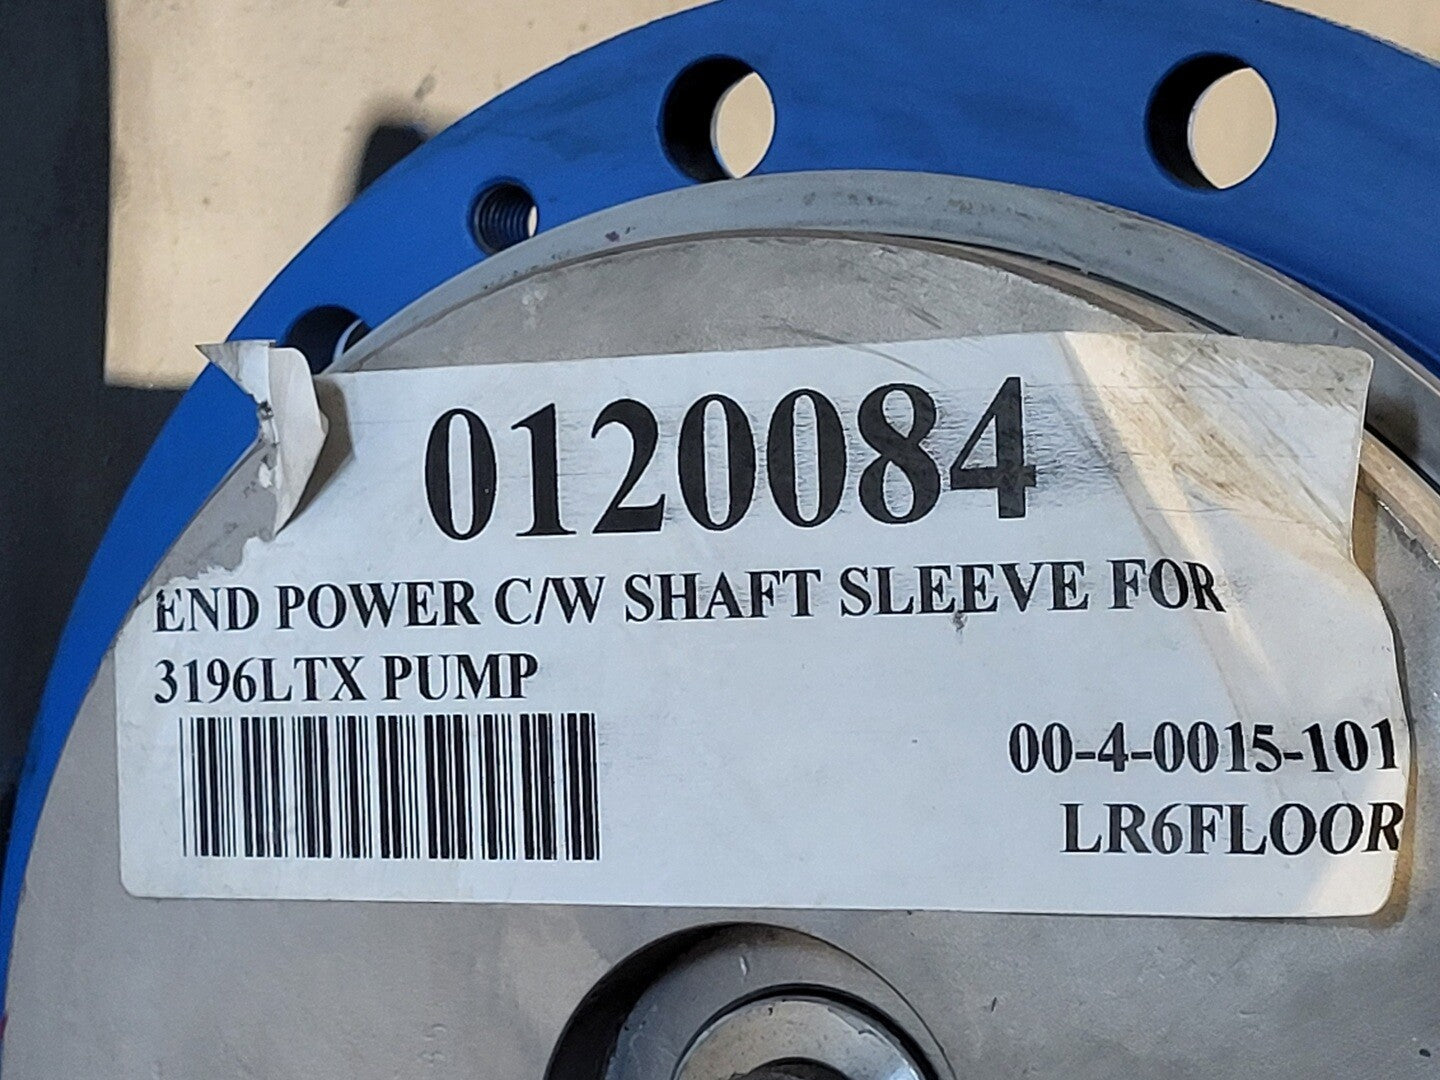 0120084
END POWER C/W SHAFT SLEEVE FOR
3196LTX PUMP
00-4-0015-101
LR6FLOOR